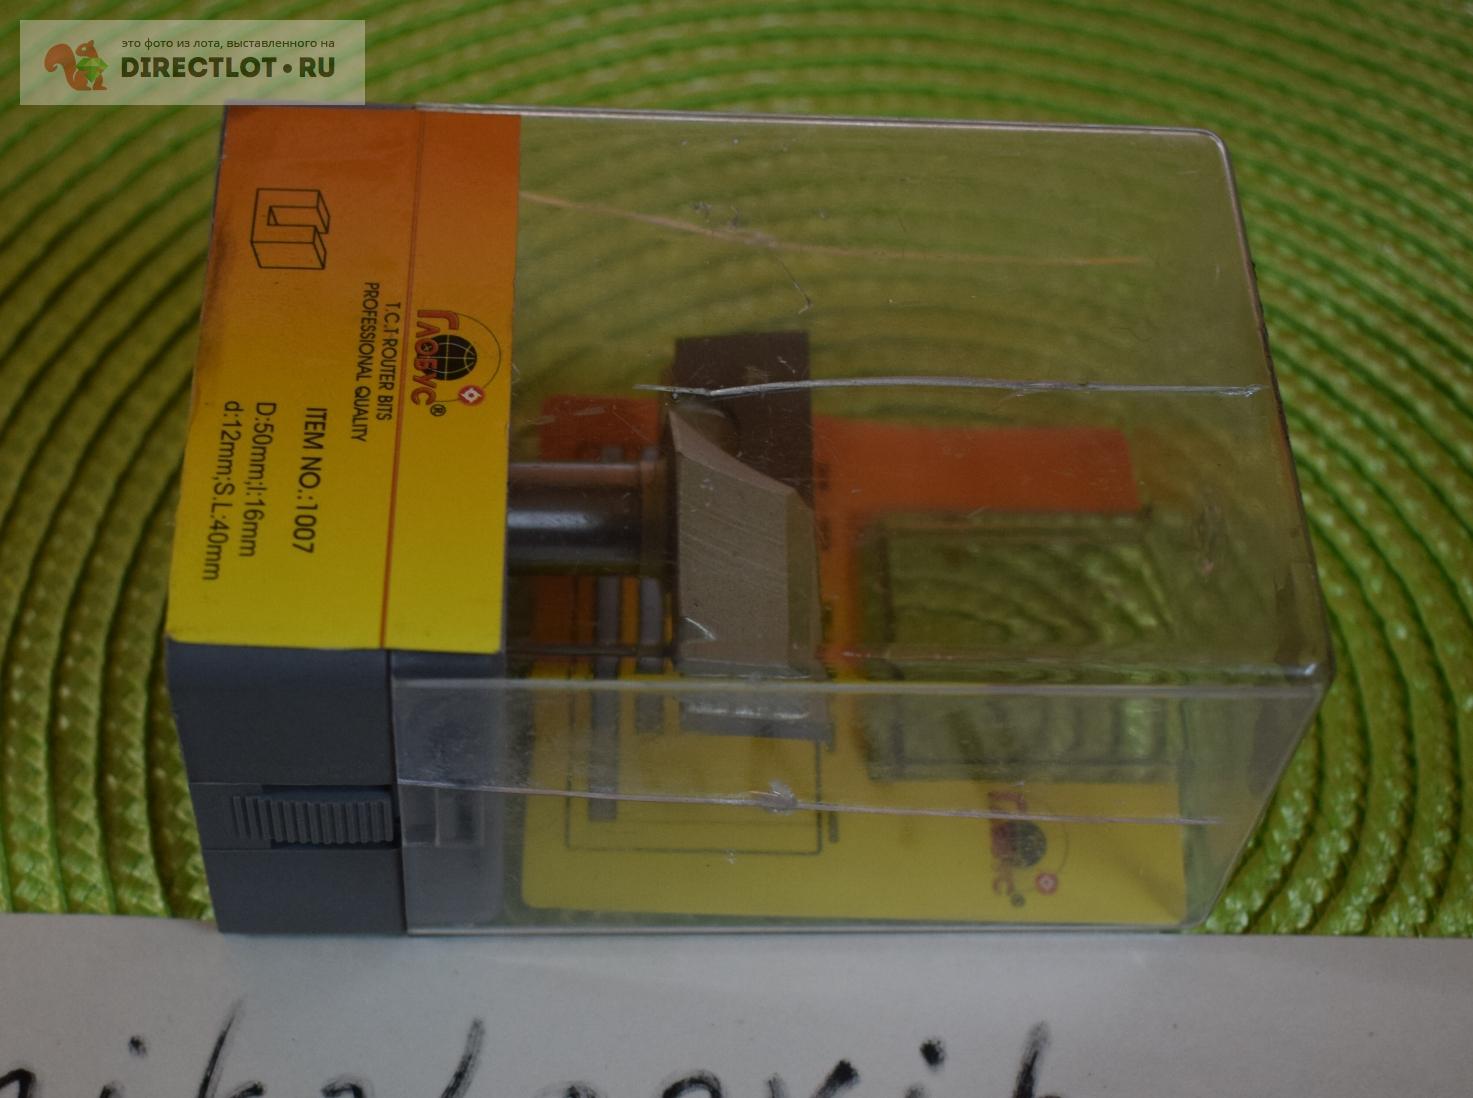 это фото из лота, выставленного на
DIRECTLOT.RU
ГЛОБУС®
T.C.T ROUTER BITS
PROFESSIONAL QUALITY
ITEM NO.:1007
D:50mm;l:16mm
d:12mm;S.L:40mm
ГЛОБУС®